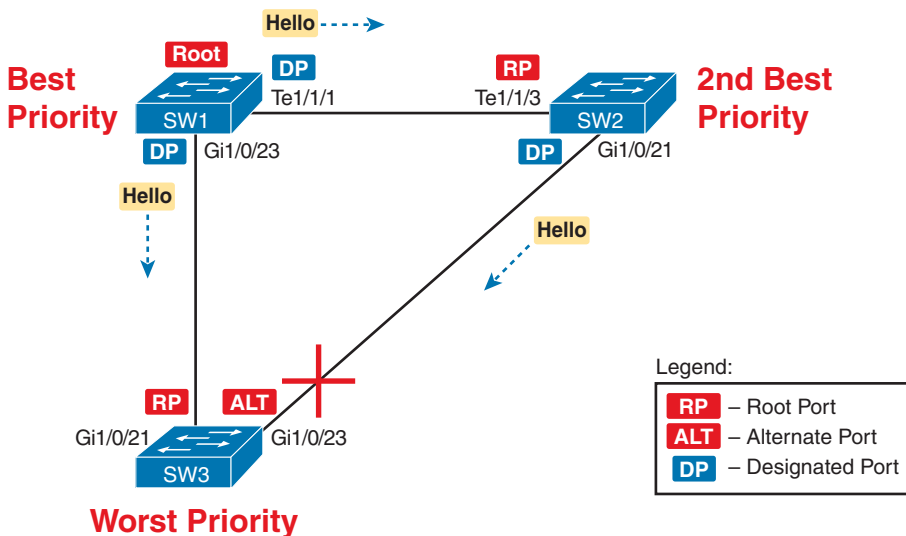 Hello
Root
Best
Priority
DP
Te1/1/1
RP
Te1/1/3
2nd Best
Priority
SW1
SW2
DP
Gi1/0/23
DP
Gi1/0/21
Hello
Hello
RP
ALT
Gi1/0/21
Gi1/0/23
SW3
Worst Priority
Legend:
RP – Root Port
ALT – Alternate Port
DP – Designated Port